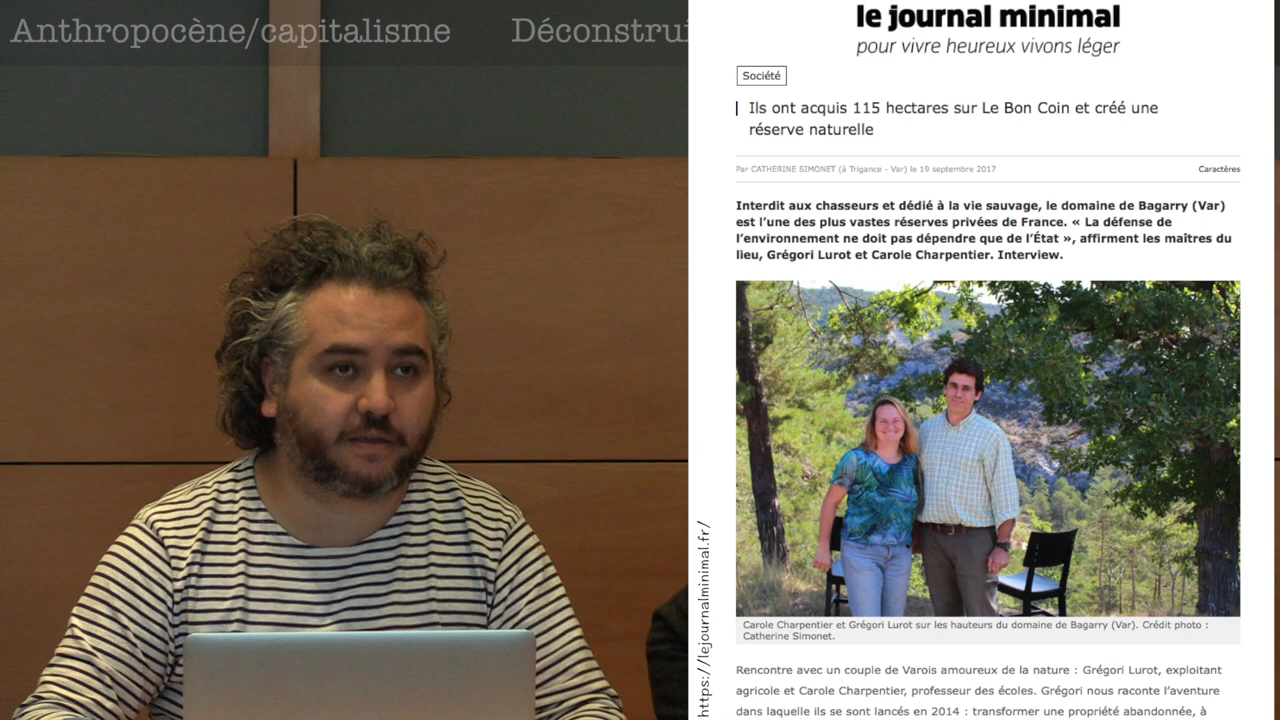 Anthropocène/capitalisme
Déconstrui
le journal minimal
pour vivre heureux vivons léger
Société
Ils ont acquis 115 hectares sur Le Bon Coin et créé une
réserve naturelle
Par CATHERINE SIMONET (à Trigance - Var) le 19 septembre 2017
Caractères
Interdit aux chasseurs et dédié à la vie sauvage, le domaine de Bagarry (Var)
est l’une des plus vastes réserves privées de France. « La défense de
l’environnement ne doit pas dépendre que de l’État », affirment les maîtres du
lieu, Grégori Lurot et Carole Charpentier. Interview.
Carole Charpentier et Grégori Lurot sur les hauteurs du domaine de Bagarry (Var). Crédit photo :
Catherine Simonet.
Rencontre avec un couple de Varois amoureux de la nature : Grégori Lurot, exploitant
agricole et Carole Charpentier, professeur des écoles. Grégori nous raconte l’aventure
dans laquelle ils se sont lancés en 2014 : transformer une propriété abandonnée, à
https://lejournalminimal.fr/